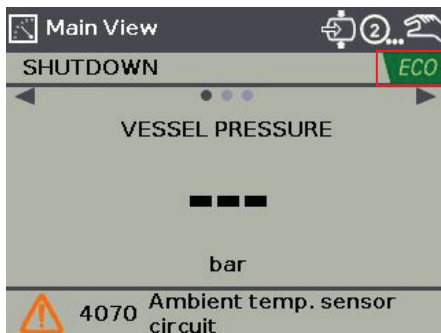 Main View
2...
SHUTDOWN ECO
VESSEL PRESSURE
---
bar
4070 Ambient temp. sensor
circuit